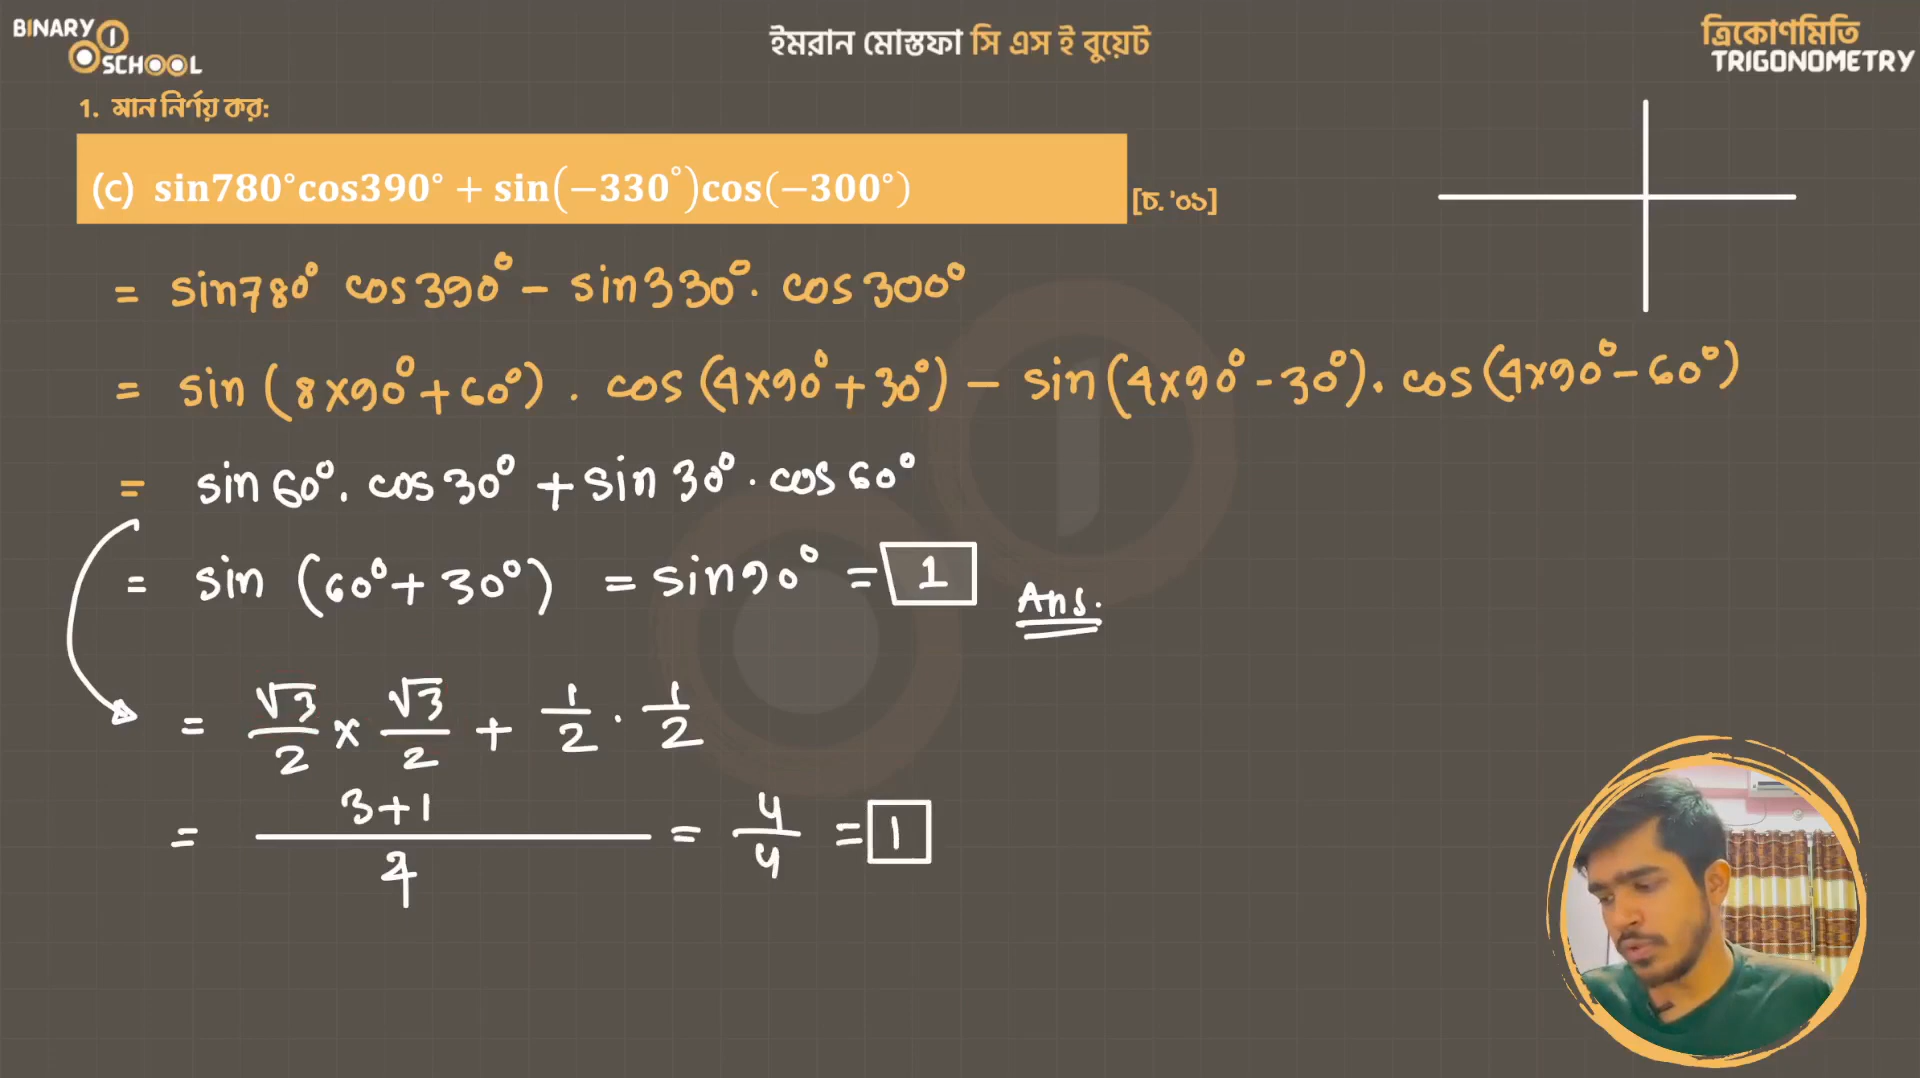 BINARY SCHOOL
ইমরান মোস্তফা সি এস ই বুয়েট
ত্রিকোণমিতি
TRIGONOMETRY
1. মান নির্ণয় কর:
(c) sin780°cos390° + sin(−330°)cos(−300°)
[চ. '০১]
= sin780° cos390° − sin330° · cos300°
= sin (8×90° + 60°) . cos (4×90° + 30°) − sin (4×90° - 30°) . cos (4×90° − 60°)
= sin 60° . cos 30° + sin 30° . cos 60°
= sin (60° + 30°) = sin 90° = 1 Ans.
= √3/2 × √3/2 + 1/2 . 1/2
= 3+1/4 = 4/4 = 1